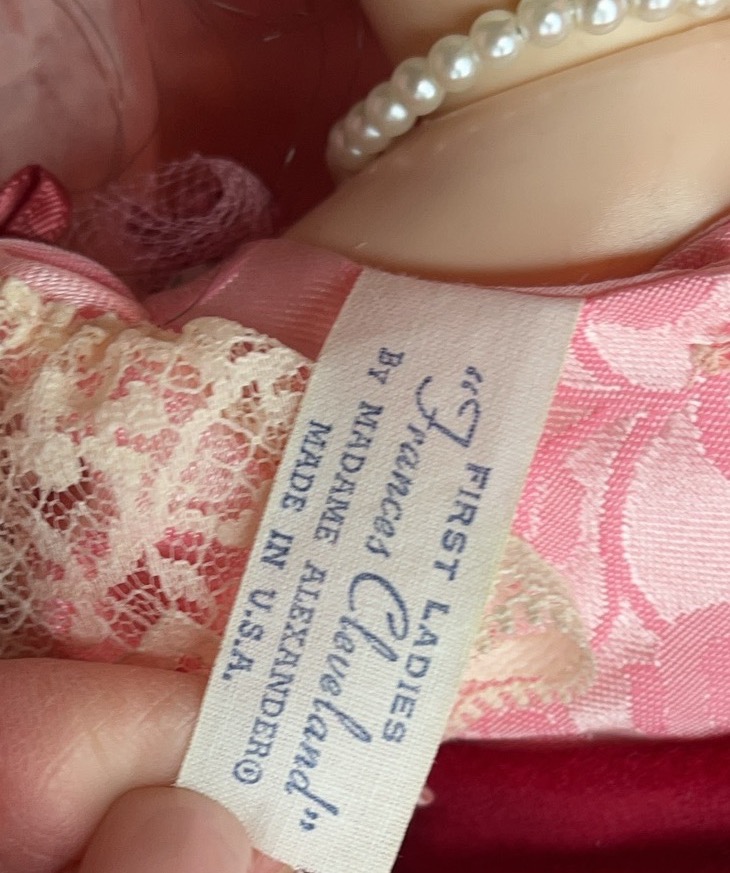 FIRST LADIES
"Frances Cleveland"
By MADAME ALEXANDER®
MADE IN U.S.A.